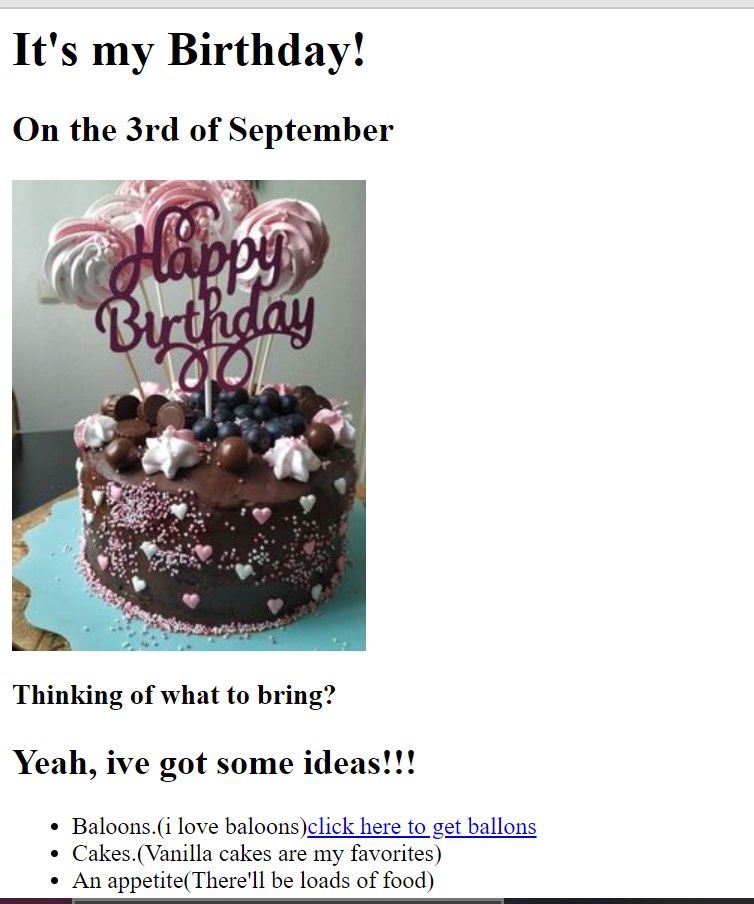 It's my Birthday!
On the 3rd of September
Happy
Birthday
Thinking of what to bring?
Yeah, ive got some ideas!!!
Baloons.(i love baloons)click here to get ballons
Cakes.(Vanilla cakes are my favorites)
An appetite(There'll be loads of food)